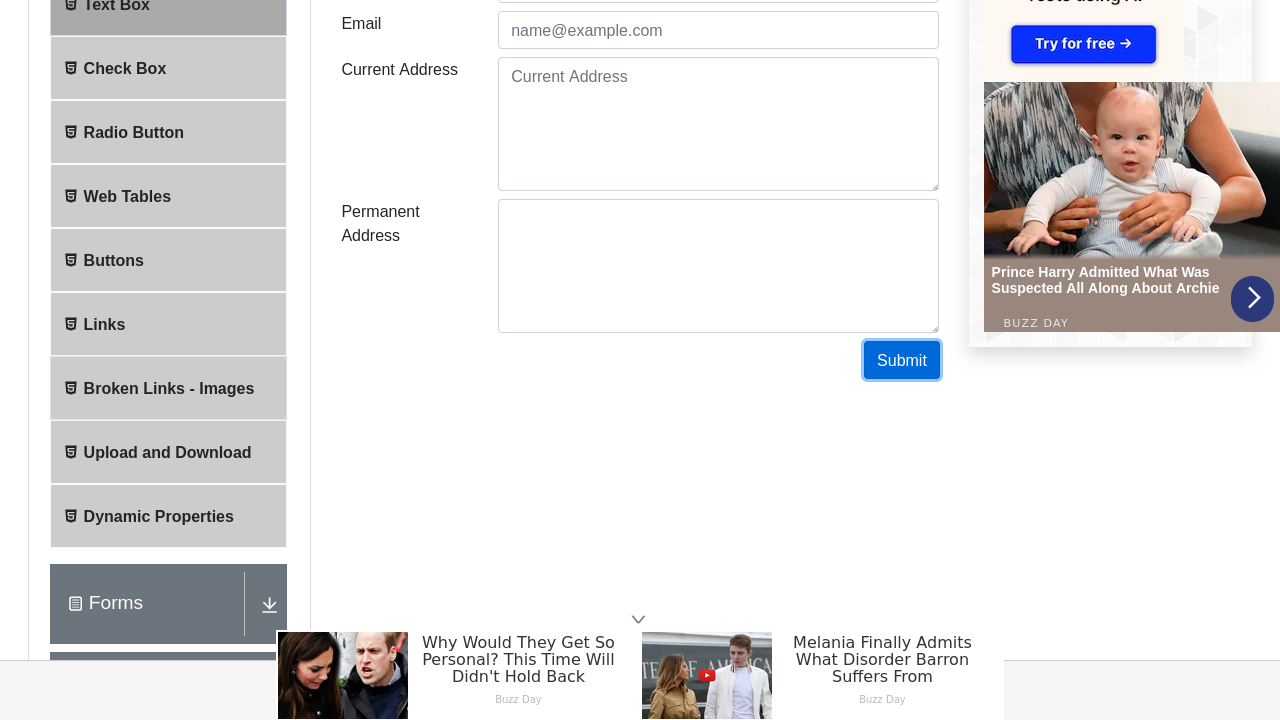 Text Box
Email
name@example.com
Try for free →
Check Box
Current Address
Current Address
Radio Button
Web Tables
Permanent
Address
Buttons
Prince Harry Admitted What Was
Suspected All Along About Archie
BUZZ DAY
Links
Submit
Broken Links - Images
Upload and Download
Dynamic Properties
Forms
Why Would They Get So
Personal? This Time Will
Didn't Hold Back
Buzz Day
Melania Finally Admits
What Disorder Barron
Suffers From
Buzz Day